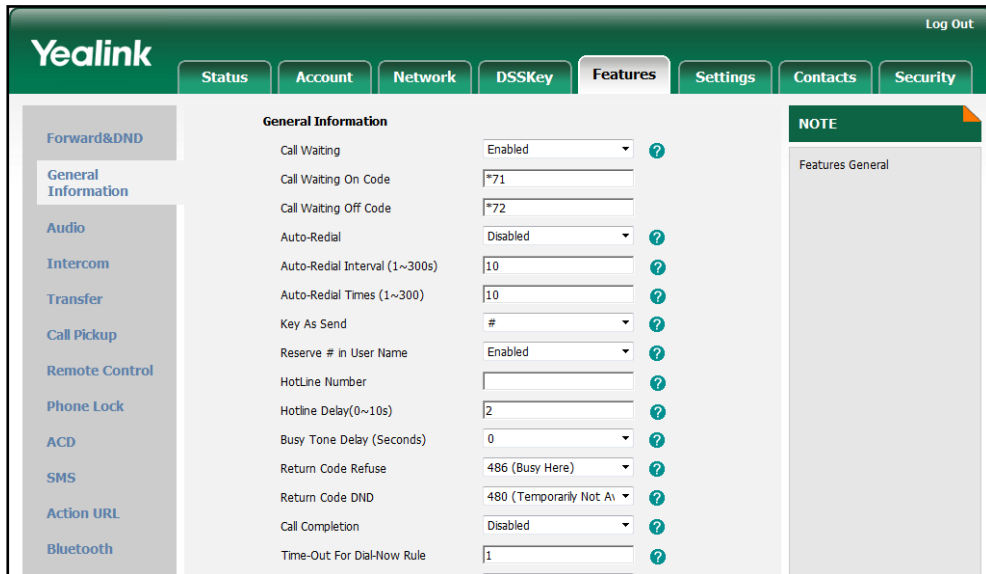 Log Out
Yealink
Status Account Network DSSKey Features Settings Contacts Security
Forward&DND
General Information
Audio
Intercom
Transfer
Call Pickup
Remote Control
Phone Lock
ACD
SMS
Action URL
Bluetooth
General Information
Call Waiting Enabled ?
Call Waiting On Code *71
Call Waiting Off Code *72
Auto-Redial Disabled ?
Auto-Redial Interval (1~300s) 10 ?
Auto-Redial Times (1~300) 10 ?
Key As Send # ?
Reserve # in User Name Enabled ?
HotLine Number ?
Hotline Delay(0~10s) 2 ?
Busy Tone Delay (Seconds) 0 ?
Return Code Refuse 486 (Busy Here) ?
Return Code DND 480 (Temporarily Not Av ?
Call Completion Disabled ?
Time-Out For Dial-Now Rule 1 ?
NOTE
Features General